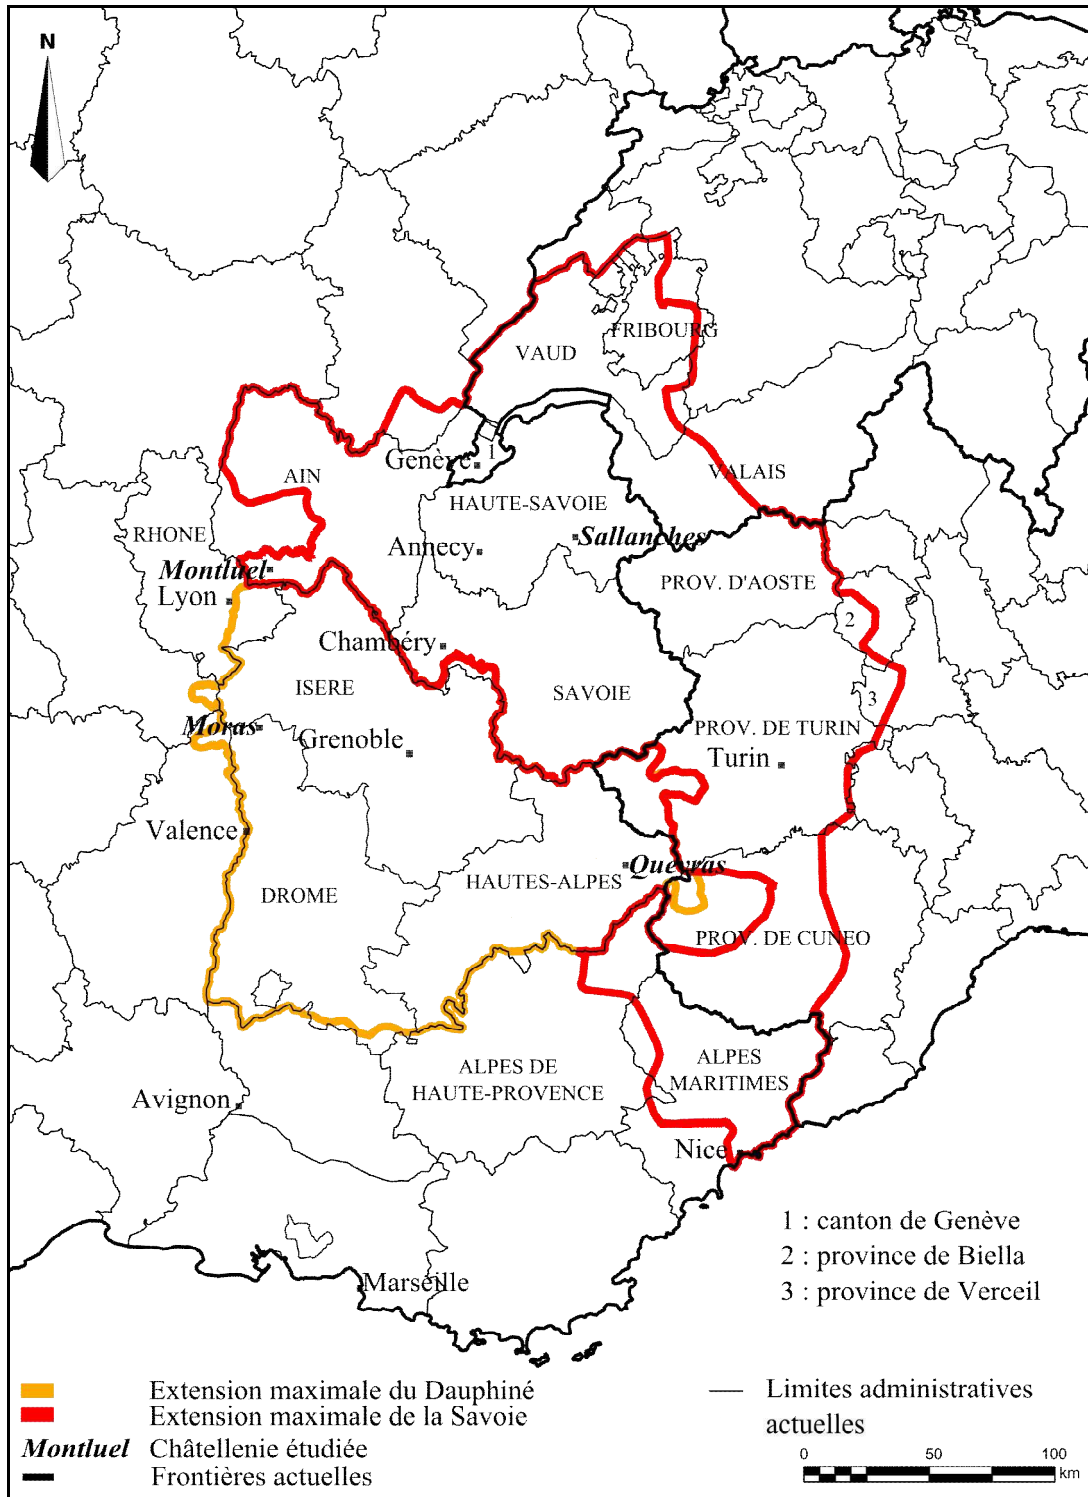 N
FRIBOURG
VAUD
1
Genève
VALAIS
AIN
HAUTE-SAVOIE
RHONE
Sallanches
Annecy
Montluel
PROV. D'AOSTE
Lyon
2
Chambéry
ISERE
SAVOIE
3
Moras
PROV. DE TURIN
Grenoble
Turin
Valence
Queyras
HAUTES-ALPES
DROME
PROV. DE CUNEO
ALPES DE
HAUTE-PROVENCE
ALPES
MARITIMES
Avignon
Nice
1 : canton de Genève
2 : province de Biella
3 : province de Verceil
Marseille
Extension maximale du Dauphiné
Extension maximale de la Savoie
Montluel Châtellenie étudiée
Frontières actuelles
Limites administratives
actuelles
0 50 100
km